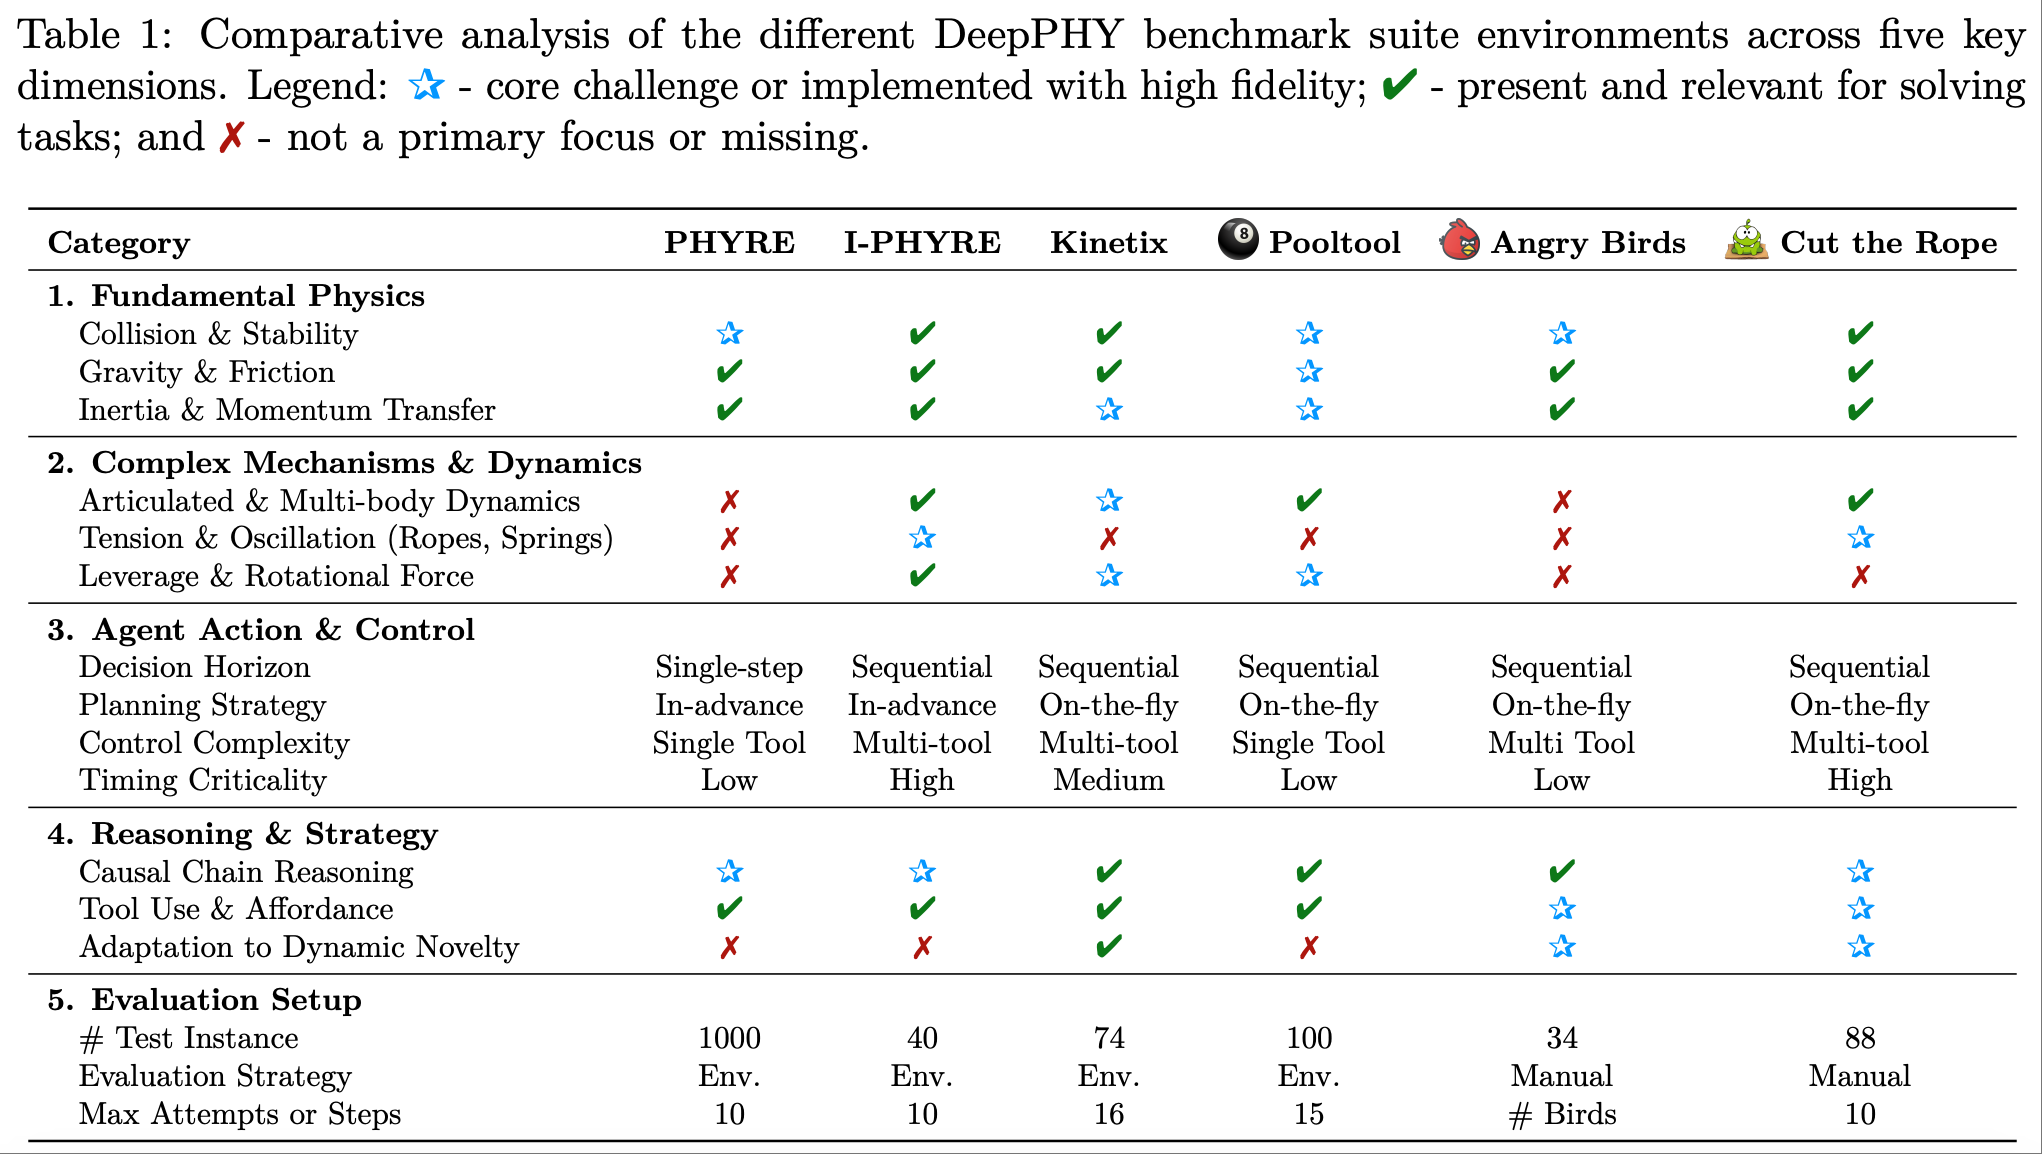 Table 1: Comparative analysis of the different DeepPHY benchmark suite environments across five key
dimensions. Legend: ☆ - core challenge or implemented with high fidelity; ✔ - present and relevant for solving
tasks; and ✗ - not a primary focus or missing.
Category PHYRE I-PHYRE Kinetix 8 Pooltool Angry Birds Cut the Rope
1. Fundamental Physics
Collision & Stability ☆ ✔ ✔ ☆ ☆ ✔
Gravity & Friction ✔ ✔ ✔ ☆ ✔ ✔
Inertia & Momentum Transfer ✔ ✔ ☆ ☆ ✔ ✔
2. Complex Mechanisms & Dynamics
Articulated & Multi-body Dynamics ✗ ✔ ☆ ✔ ✗ ✔
Tension & Oscillation (Ropes, Springs) ✗ ☆ ✗ ✗ ✗ ☆
Leverage & Rotational Force ✗ ✔ ☆ ☆ ✗ ✗
3. Agent Action & Control
Decision Horizon Single-step Sequential Sequential Sequential Sequential Sequential
Planning Strategy In-advance In-advance On-the-fly On-the-fly On-the-fly On-the-fly
Control Complexity Single Tool Multi-tool Multi-tool Single Tool Multi Tool Multi-tool
Timing Criticality Low High Medium Low Low High
4. Reasoning & Strategy
Causal Chain Reasoning ☆ ☆ ✔ ✔ ✔ ☆
Tool Use & Affordance ✔ ✔ ✔ ✔ ☆ ☆
Adaptation to Dynamic Novelty ✗ ✗ ✔ ✗ ☆ ☆
5. Evaluation Setup
# Test Instance 1000 40 74 100 34 88
Evaluation Strategy Env. Env. Env. Env. Manual Manual
Max Attempts or Steps 10 10 16 15 # Birds 10